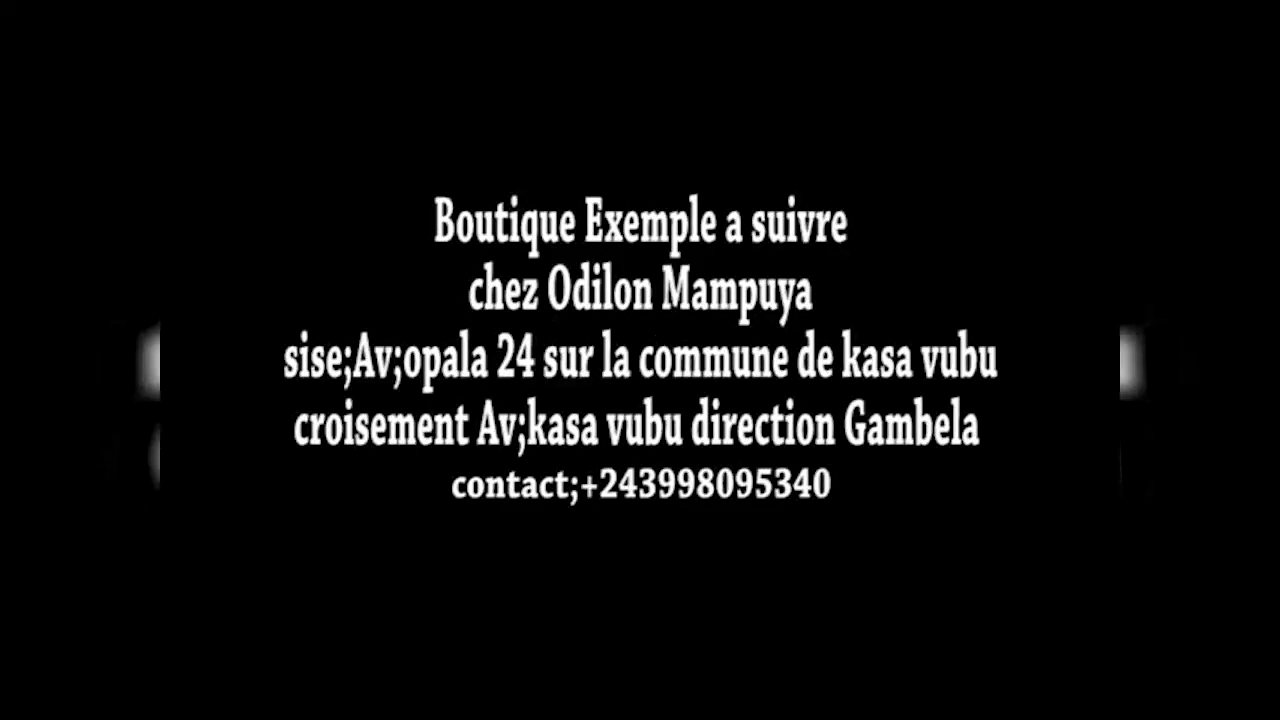 Boutique Exemple a suivre
chez Odilon Mampuya
sise;Av;opala 24 sur la commune de kasa vubu
croisement Av;kasa vubu direction Gambela
contact;+243998095340